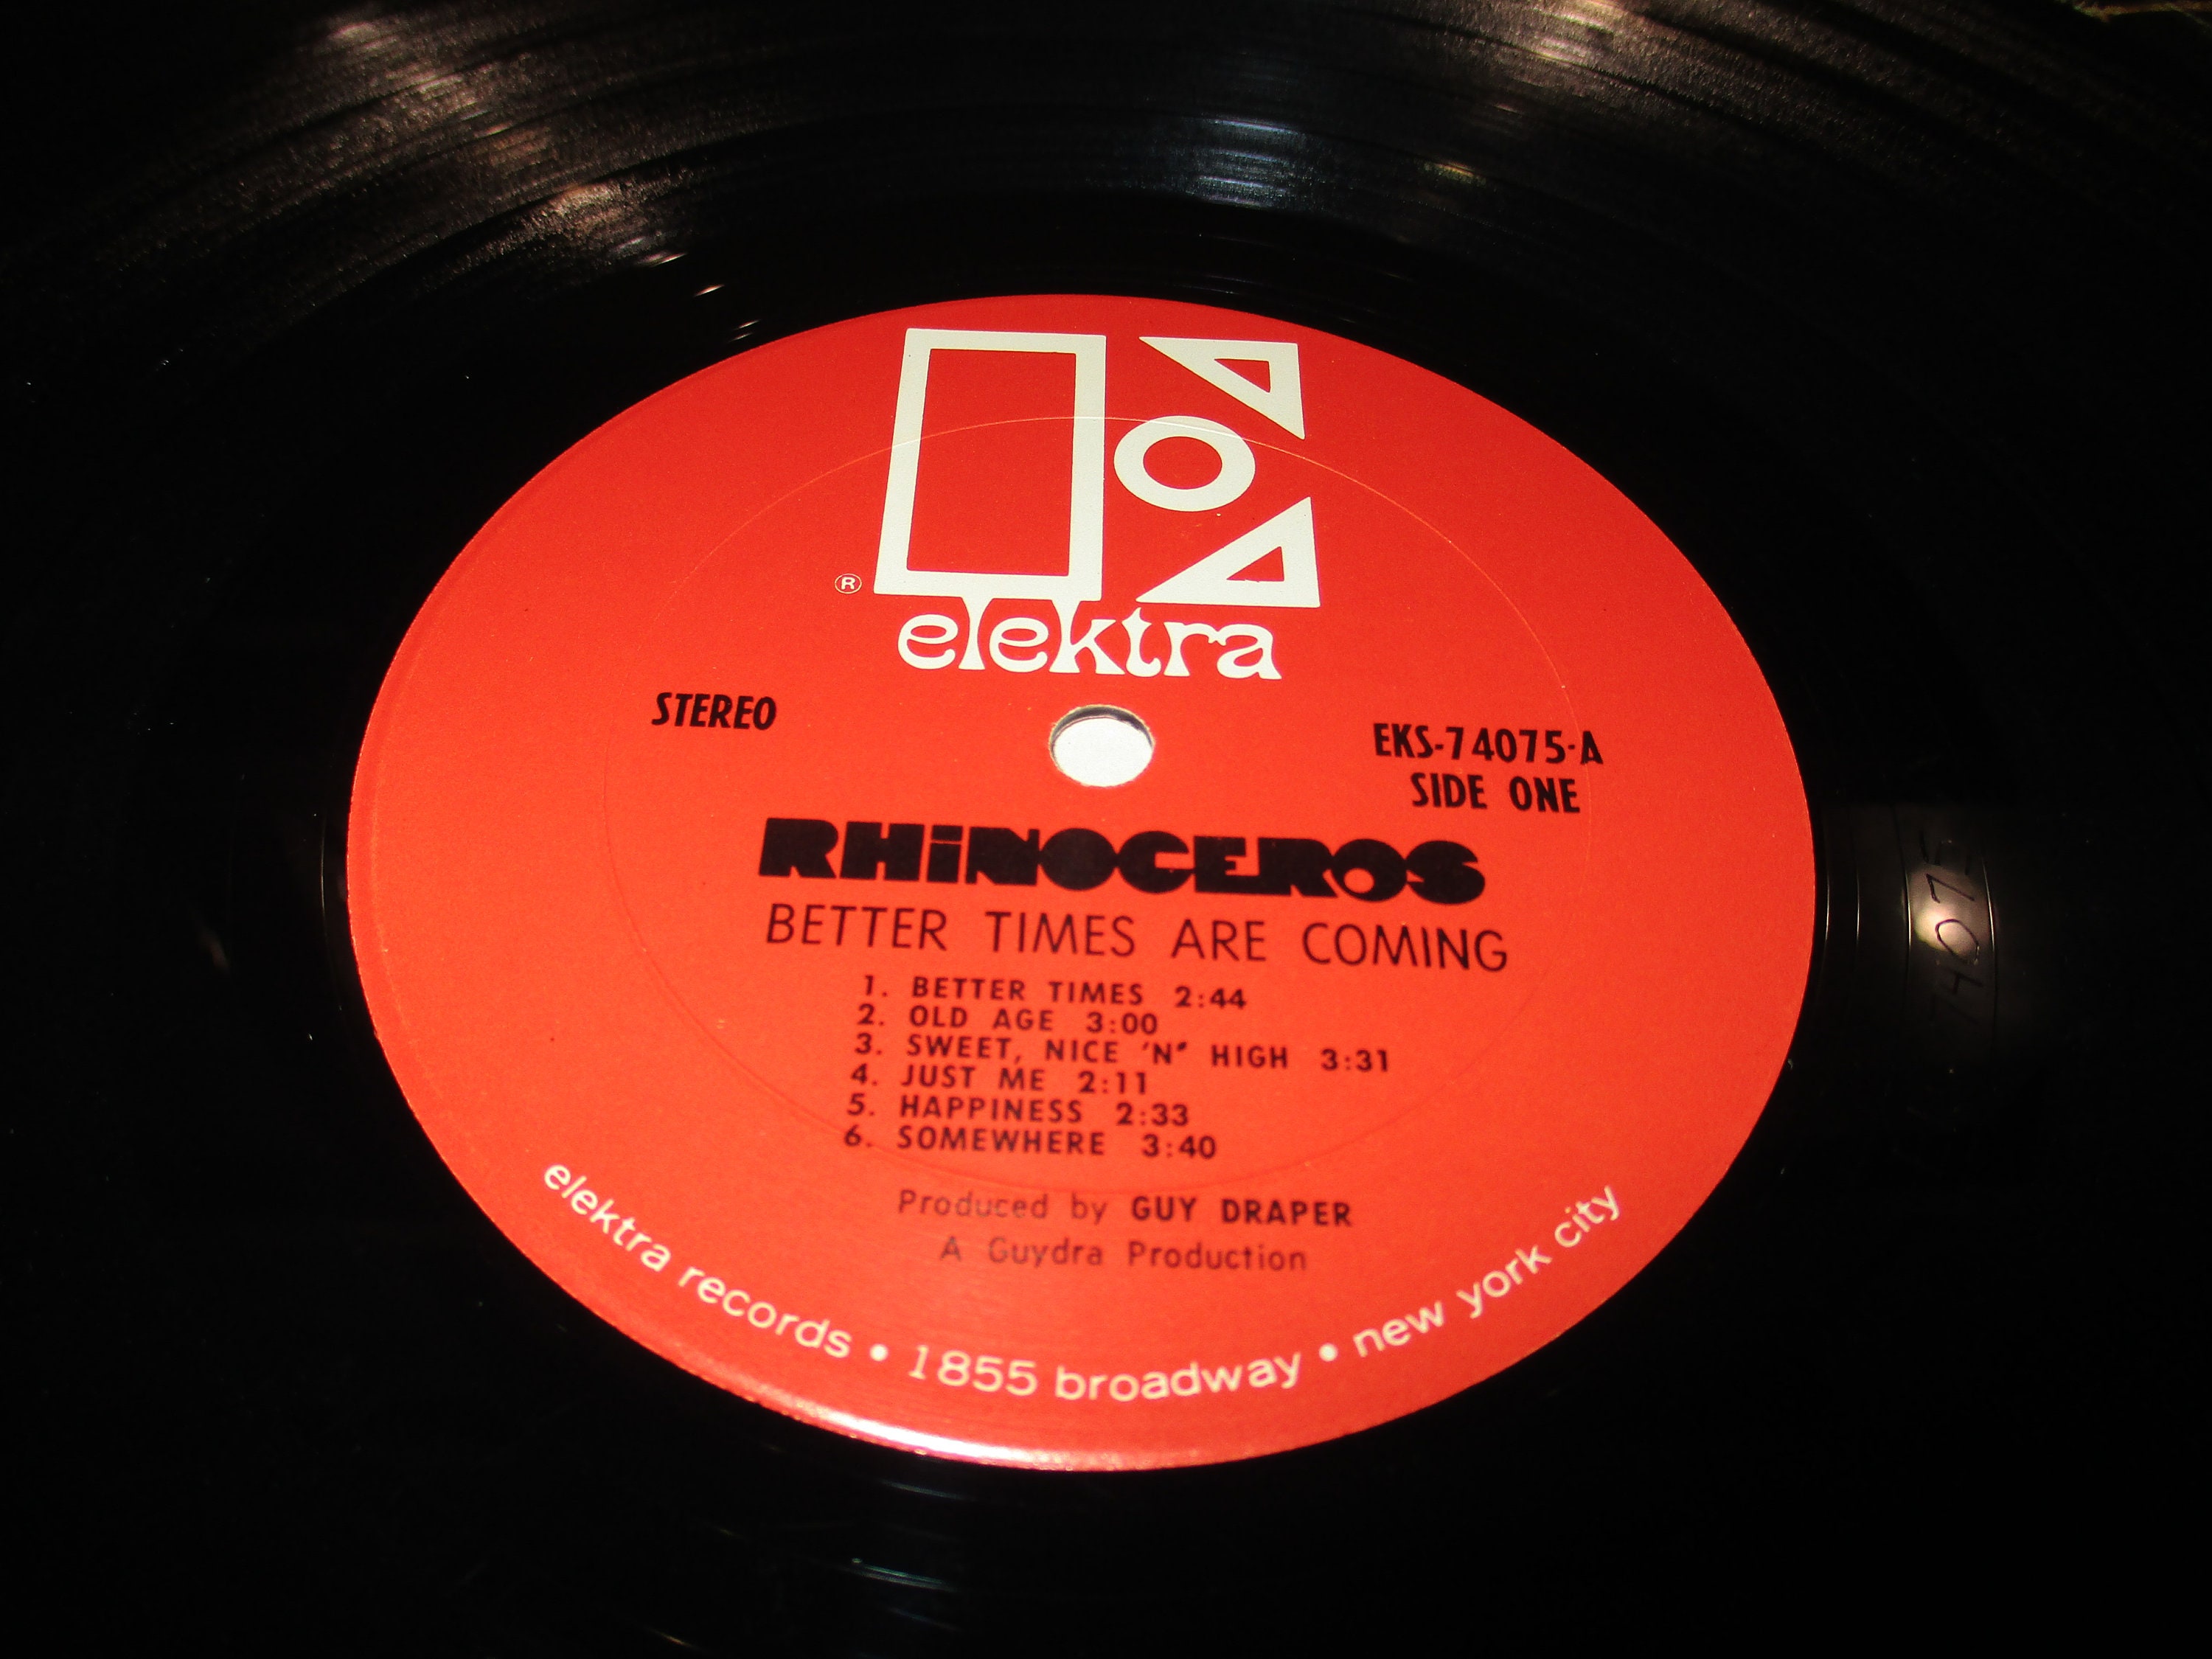 ®
elektra
STEREO
EKS-74075-A
SIDE ONE
RHiNOCEROS
BETTER TIMES ARE COMING
1. BETTER TIMES 2:44
2. OLD AGE 3:00
3. SWEET, NICE 'N' HIGH 3:31
4. JUST ME 2:11
5. HAPPINESS 2:33
6. SOMEWHERE 3:40
Produced by GUY DRAPER
A Guydra Production
elektra records • 1855 broadway • new york city